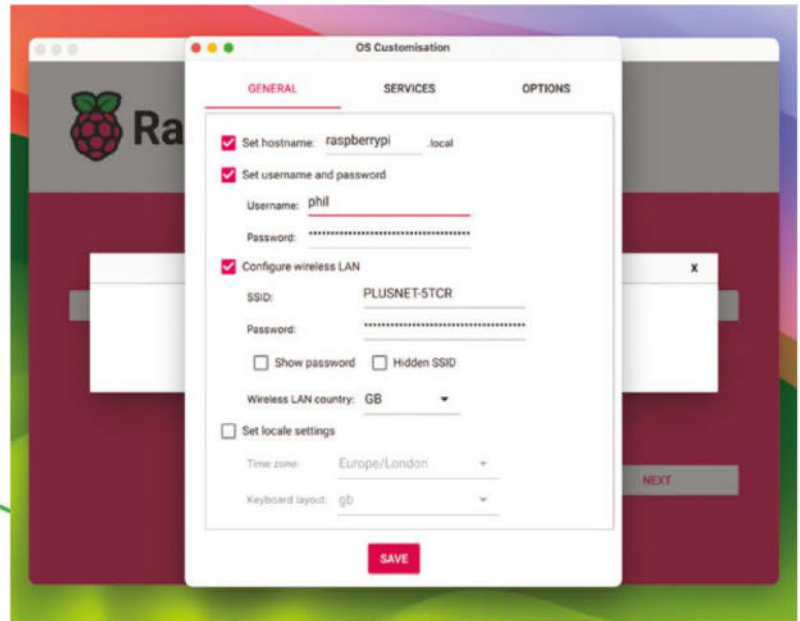 OS Customisation
GENERAL SERVICES OPTIONS
Ra
Set hostname: raspberrypi .local
Set username and password
Username: phil
Password: ••••••••••••••••••••••••••••••••••••
X
Configure wireless LAN
SSID: PLUSNET-5TCR
Password: ••••••••••••••••••••••••••••••••••••
Show password Hidden SSID
Wireless LAN country: GB
Set locale settings
Time zone: Europe/London
Keyboard layout: gb
NEXT
SAVE